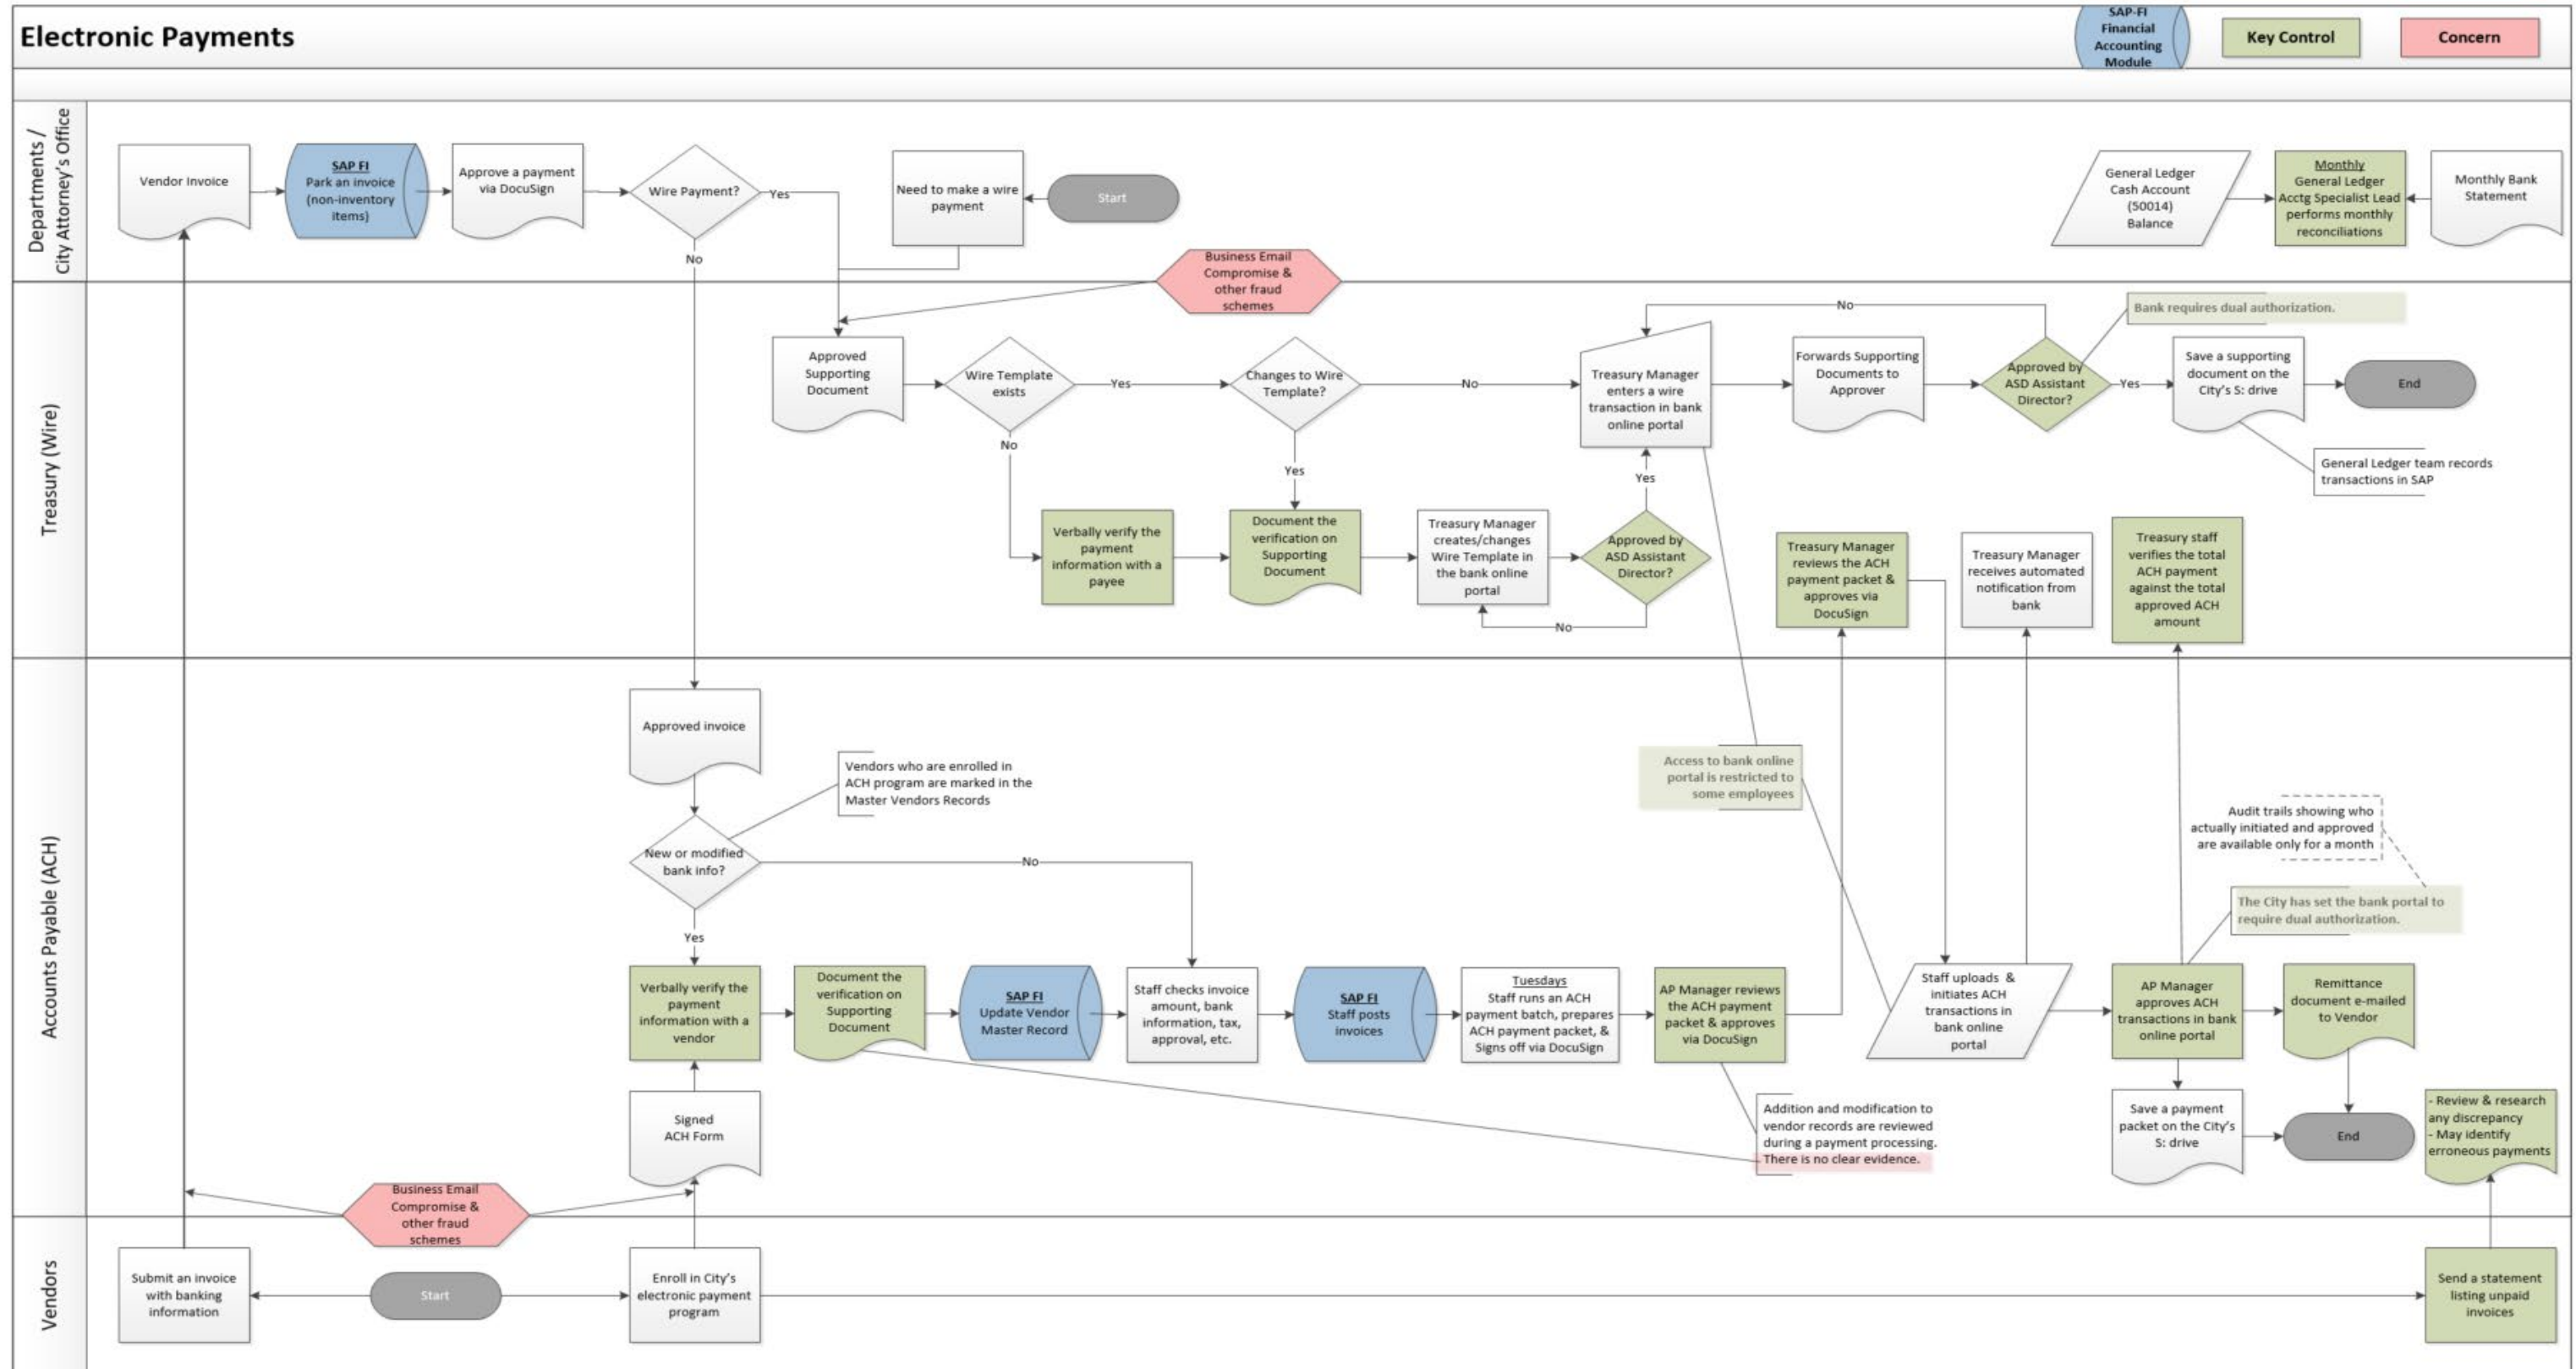 Electronic Payments
SAP-FI
Financial
Accounting
Module
Key Control
Concern
Departments /
City Attorney's Office
Vendor Invoice
SAP FI
Park an invoice
(non-inventory
items)
Approve a payment
via DocuSign
Wire Payment?
Yes
No
Need to make a wire
payment
Start
General Ledger
Cash Account
(50014)
Balance
Monthly
General Ledger
Acctg Specialist Lead
performs monthly
reconciliations
Monthly Bank
Statement
Business Email
Compromise &
other fraud
schemes
Treasury (Wire)
Approved
Supporting
Document
Wire Template
exists
Yes
No
Changes to Wire
Template?
No
Yes
Treasury Manager
enters a wire
transaction in bank
online portal
No
Forwards Supporting
Documents to
Approver
Approved by
ASD Assistant
Director?
Bank requires dual authorization.
Yes
Save a supporting
document on the
City's S: drive
End
General Ledger team records
transactions in SAP
Verbally verify the
payment
information with a
payee
Document the
verification on
Supporting
Document
Treasury Manager
creates/changes
Wire Template in
the bank online
portal
Approved by
ASD Assistant
Director?
Yes
No
Treasury Manager
reviews the ACH
payment packet &
approves via
DocuSign
Treasury Manager
receives automated
notification from
bank
Treasury staff
verifies the total
ACH payment
against the total
approved ACH
amount
Accounts Payable (ACH)
Approved invoice
Vendors who are enrolled in
ACH program are marked in the
Master Vendors Records
New or modified
bank info?
No
Yes
Access to bank online
portal is restricted to
some employees
Audit trails showing who
actually initiated and approved
are available only for a month
The City has set the bank portal to
require dual authorization.
Verbally verify the
payment
information with a
vendor
Document the
verification on
Supporting
Document
SAP FI
Update Vendor
Master Record
Staff checks invoice
amount, bank
information, tax,
approval, etc.
SAP FI
Staff posts
invoices
Tuesdays
Staff runs an ACH
payment batch, prepares
ACH payment packet, &
Signs off via DocuSign
AP Manager reviews
the ACH payment
packet & approves
via DocuSign
Staff uploads &
initiates ACH
transactions in
bank online
portal
AP Manager
approves ACH
transactions in bank
online portal
Remittance
document e-mailed
to Vendor
Signed
ACH Form
Addition and modification to
vendor records are reviewed
during a payment processing.
There is no clear evidence.
Save a payment
packet on the City's
S: drive
End
- Review & research
any discrepancy
- May identify
erroneous payments
Business Email
Compromise &
other fraud
schemes
Vendors
Submit an invoice
with banking
information
Start
Enroll in City's
electronic payment
program
Send a statement
listing unpaid
invoices